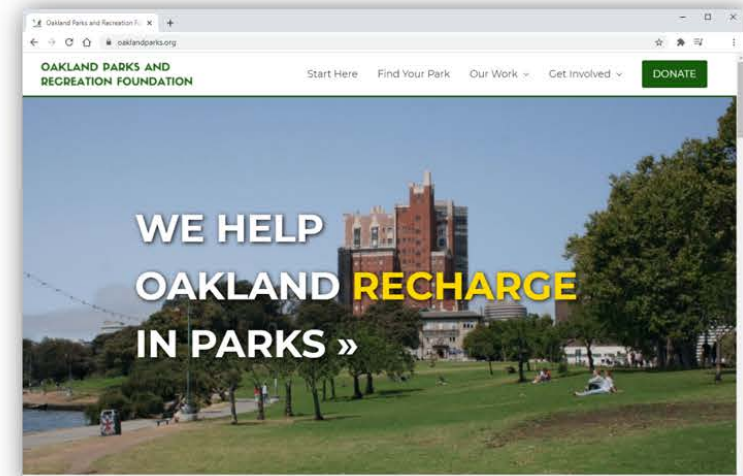 Oakland Parks and Recreation F
oaklandparks.org
OAKLAND PARKS AND
RECREATION FOUNDATION
Start Here
Find Your Park
Our Work
Get Involved
DONATE
WE HELP
OAKLAND RECHARGE
IN PARKS »